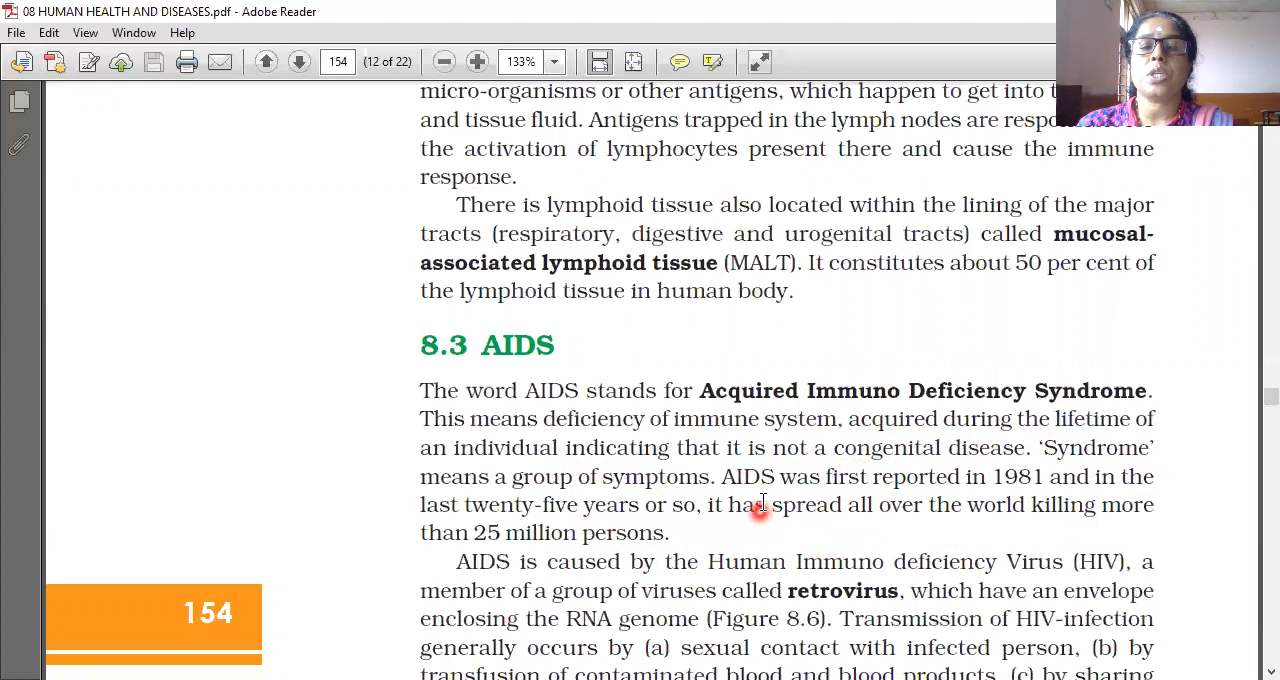 08 HUMAN HEALTH AND DISEASES.pdf - Adobe Reader
File Edit View Window Help
154 (12 of 22) 133%
micro-organisms or other antigens, which happen to get into
and tissue fluid. Antigens trapped in the lymph nodes are
the activation of lymphocytes present there and cause the immune
response.
There is lymphoid tissue also located within the lining of the major
tracts (respiratory, digestive and urogenital tracts) called mucosal-
associated lymphoid tissue (MALT). It constitutes about 50 per cent of
the lymphoid tissue in human body.
8.3 AIDS
The word AIDS stands for Acquired Immuno Deficiency Syndrome.
This means deficiency of immune system, acquired during the lifetime of
an individual indicating that it is not a congenital disease. ‘Syndrome’
means a group of symptoms. AIDS was first reported in 1981 and in the
last twenty-five years or so, it has spread all over the world killing more
than 25 million persons.
AIDS is caused by the Human Immuno deficiency Virus (HIV), a
member of a group of viruses called retrovirus, which have an envelope
enclosing the RNA genome (Figure 8.6). Transmission of HIV-infection
generally occurs by (a) sexual contact with infected person, (b) by
transfusion of contaminated blood and blood products, (c) by sharing
154